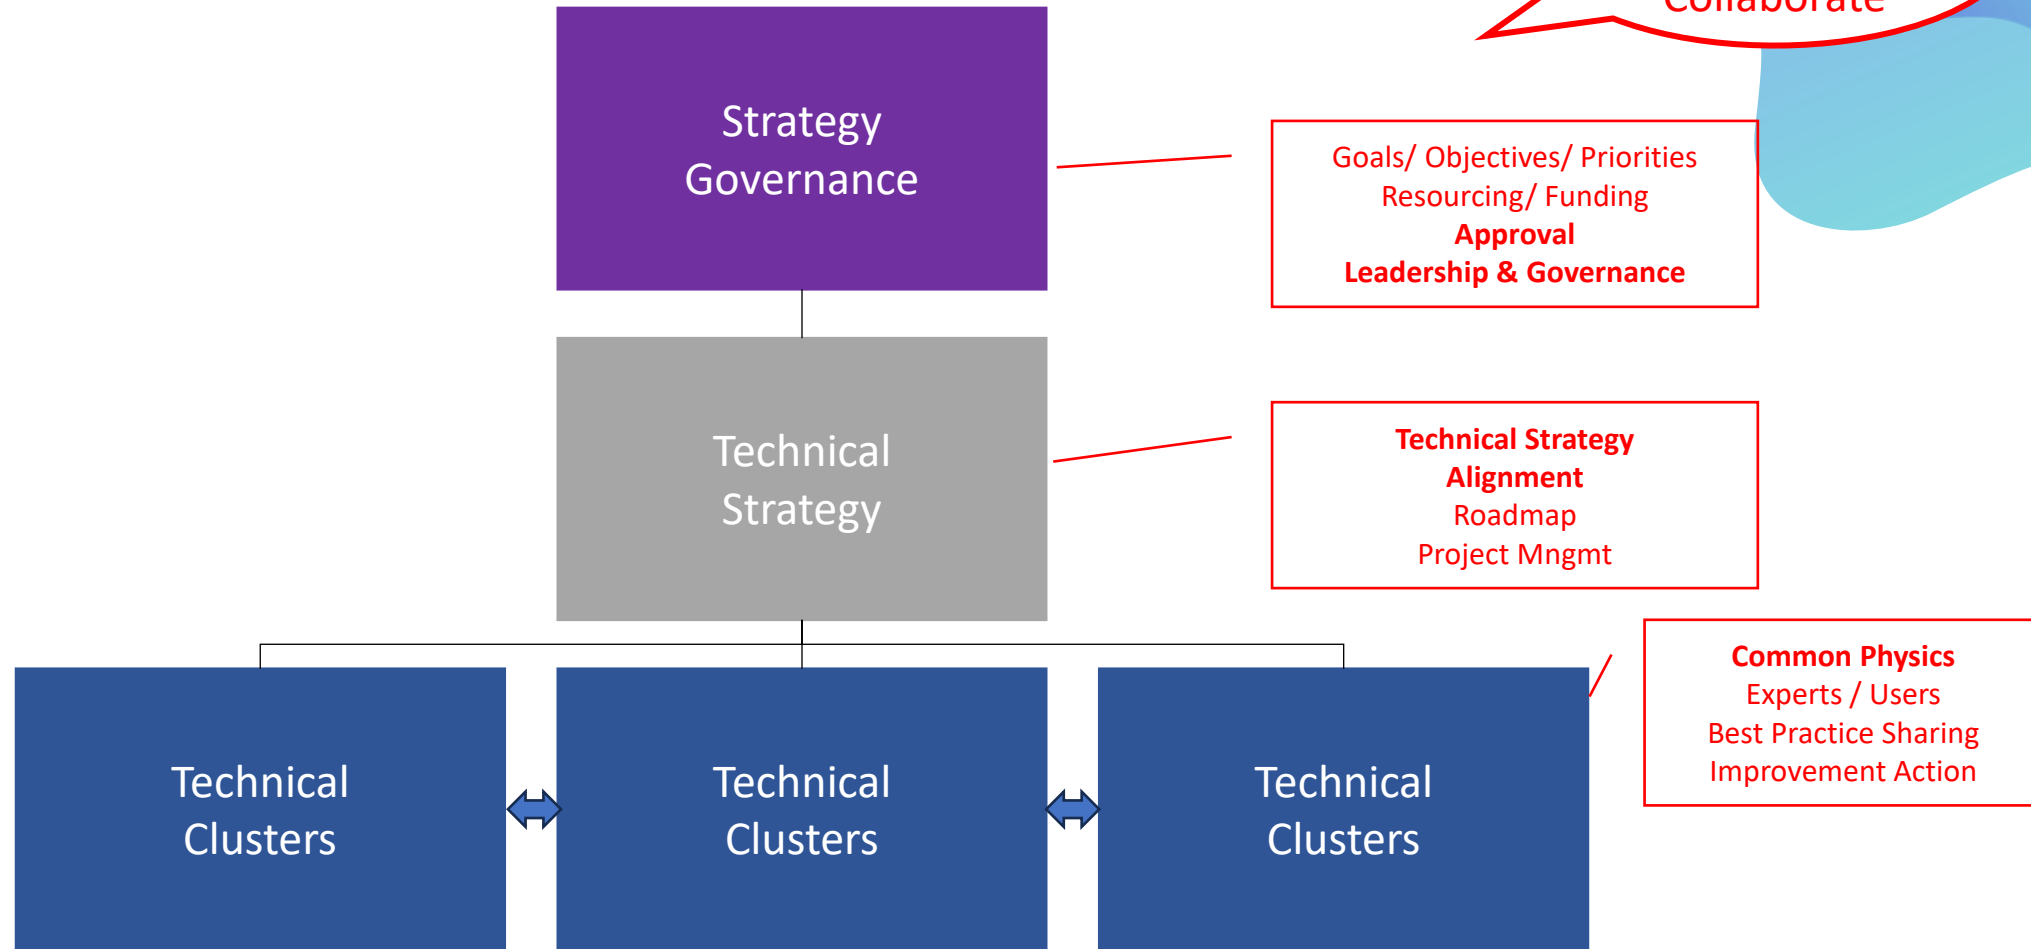 Collaborate
Strategy
Governance
Goals/ Objectives/ Priorities
Resourcing/ Funding
Approval
Leadership & Governance
Technical
Strategy
Technical Strategy
Alignment
Roadmap
Project Mngmt
Common Physics
Experts / Users
Best Practice Sharing
Improvement Action
Technical
Clusters
Technical
Clusters
Technical
Clusters